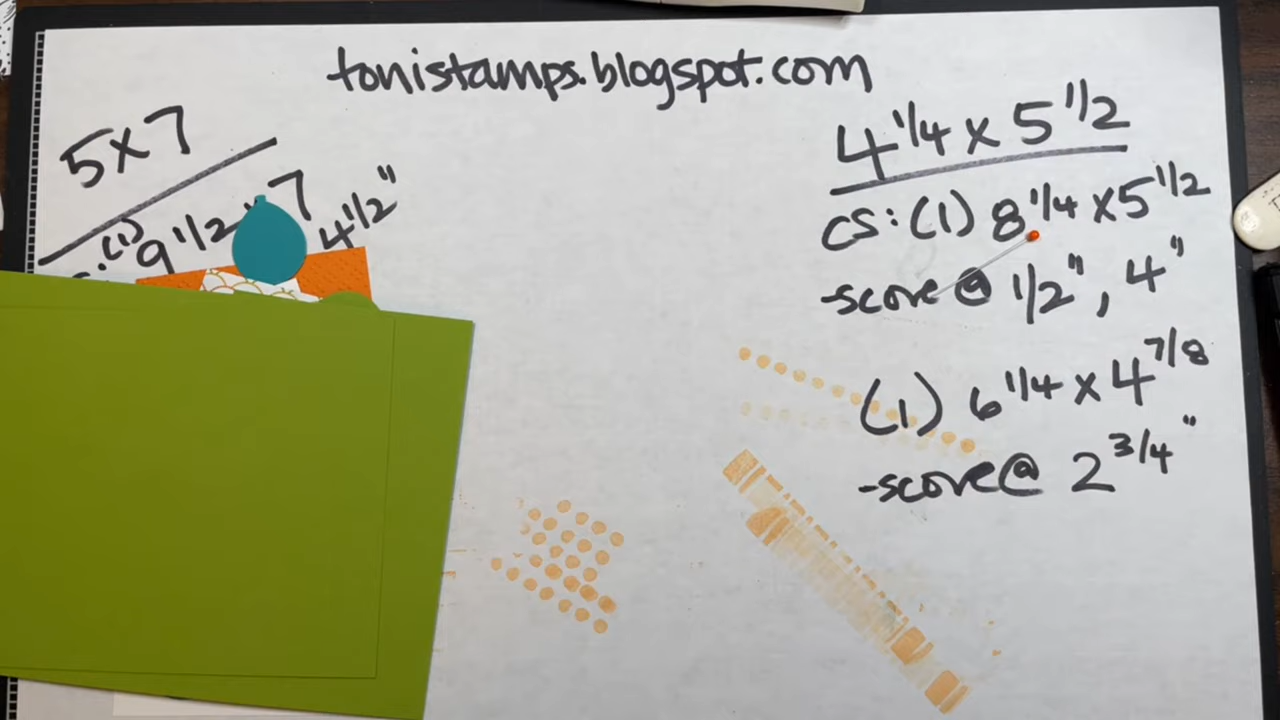 tonistamps.blogspot.com
5x7
(1) 9 1/2 7
4 1/2"
4 1/4 x 5 1/2
CS: (1) 8 1/4 x 5 1/2
-score @ 1/2", 4"
(1) 6 1/4 x 4 7/8
-score @ 2 3/4"